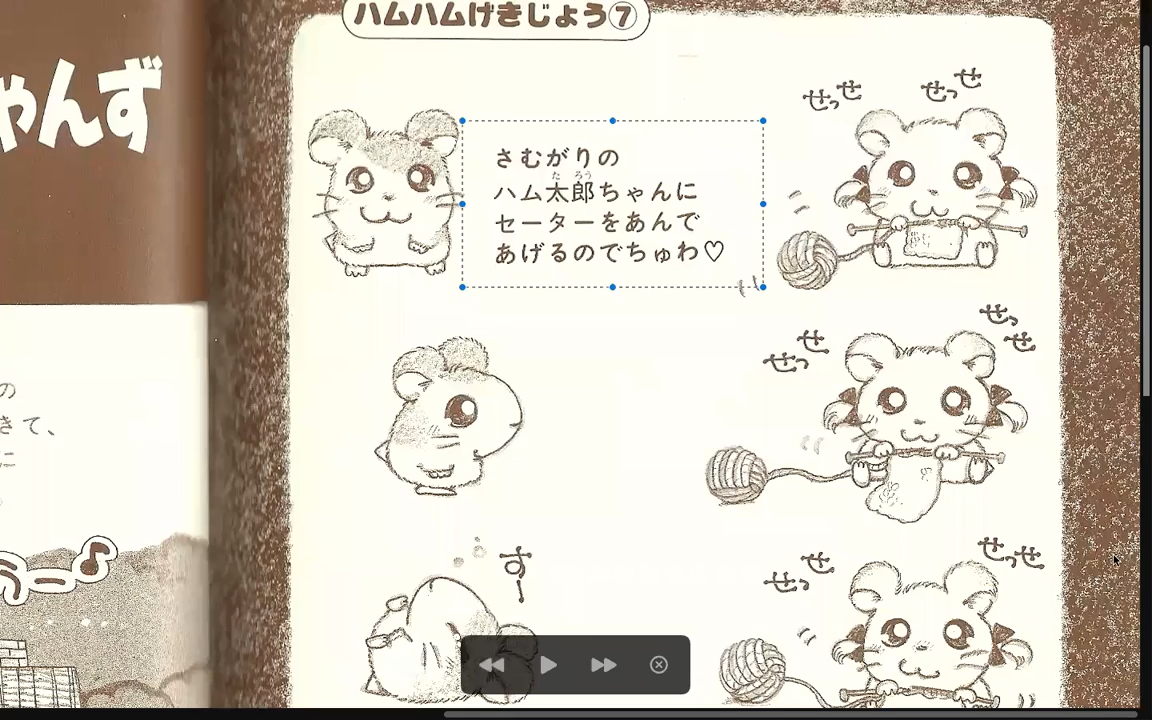 ハムハムげきじょう⑦
ゃんず
さむがりの
ハム太郎ちゃんに
たろう
セーターをあんで
あげるのでちゅわ♡
せっせ
せっせ
せっせ
せっせ
すー
せっせ
せっせ
の
きて、
に
うー♪